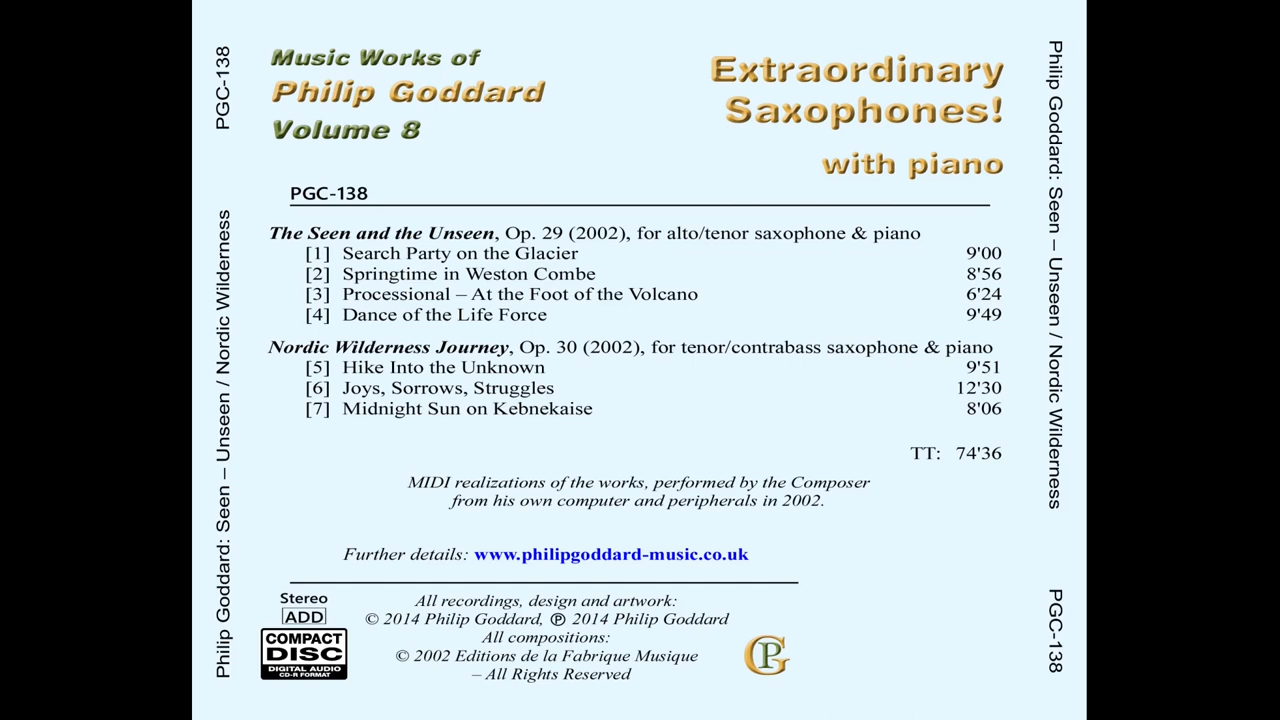 PGC-138
Philip Goddard: Seen – Unseen / Nordic Wilderness
Music Works of
Philip Goddard
Volume 8
Extraordinary
Saxophones!
with piano
PGC-138
The Seen and the Unseen, Op. 29 (2002), for alto/tenor saxophone & piano
[1] Search Party on the Glacier 9'00
[2] Springtime in Weston Combe 8'56
[3] Processional – At the Foot of the Volcano 6'24
[4] Dance of the Life Force 9'49
Nordic Wilderness Journey, Op. 30 (2002), for tenor/contrabass saxophone & piano
[5] Hike Into the Unknown 9'51
[6] Joys, Sorrows, Struggles 12'30
[7] Midnight Sun on Kebnekaise 8'06
TT: 74'36
MIDI realizations of the works, performed by the Composer
from his own computer and peripherals in 2002.
Further details: www.philipgoddard-music.co.uk
Stereo
ADD
COMPACT
DISC
DIGITAL AUDIO
CD-R FORMAT
All recordings, design and artwork:
© 2014 Philip Goddard, ℗ 2014 Philip Goddard
All compositions:
© 2002 Editions de la Fabrique Musique
– All Rights Reserved
GP
Philip Goddard: Seen – Unseen / Nordic Wilderness
PGC-138